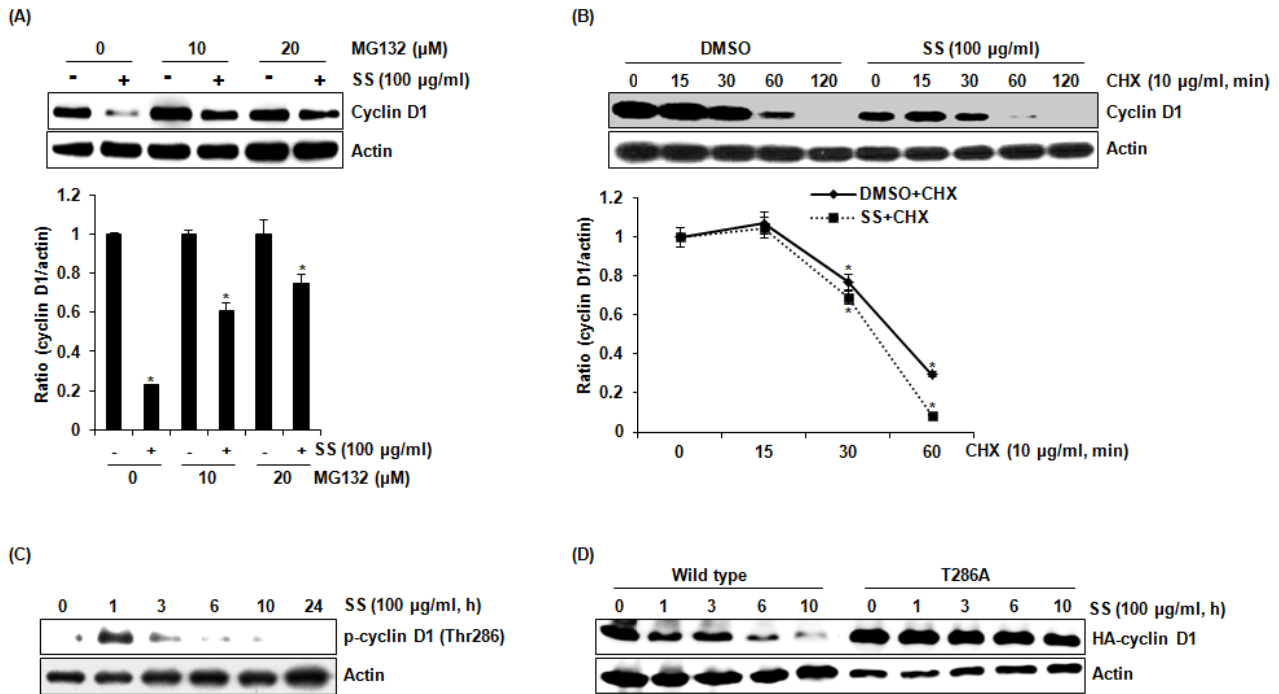 (A)
0 10 20 MG132 (µM)
- + - + - + SS (100 µg/ml)
Cyclin D1
Actin
Ratio (cyclin D1/actin)
1.2
1
0.8
0.6
0.4
0.2
0
* * *
- + - + - + SS (100 µg/ml)
0 10 20 MG132 (µM)
(B)
DMSO SS (100 µg/ml)
0 15 30 60 120 0 15 30 60 120 CHX (10 µg/ml, min)
Cyclin D1
Actin
DMSO+CHX
SS+CHX
Ratio (cyclin D1/actin)
1.2
1
0.8
0.6
0.4
0.2
0
* * * *
0 15 30 60 CHX (10 µg/ml, min)
(C)
0 1 3 6 10 24 SS (100 µg/ml, h)
p-cyclin D1 (Thr286)
Actin
(D)
Wild type T286A
0 1 3 6 10 0 1 3 6 10 SS (100 µg/ml, h)
HA-cyclin D1
Actin